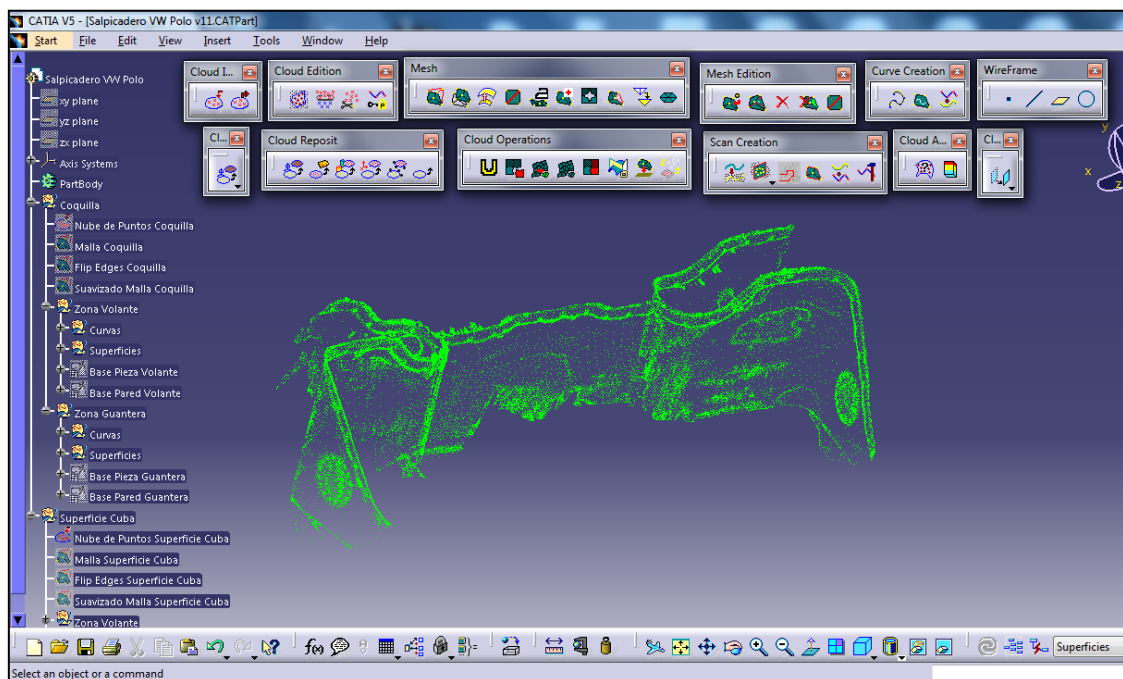 CATIA V5 - [Salpicadero VW Polo v11.CATPart]
Start File Edit View Insert Tools Window Help
Cloud I...
Cloud Edition
Mesh
Mesh Edition
Curve Creation
WireFrame
Cl...
Cloud Reposit
Cloud Operations
Scan Creation
Cloud A...
Cl...
Salpicadero VW Polo
xy plane
yz plane
zx plane
Axis Systems
PartBody
Coquilla
Nube de Puntos Coquilla
Malla Coquilla
Flip Edges Coquilla
Suavizado Malla Coquilla
Zona Volante
Curvas
Superficies
Base Pieza Volante
Base Pared Volante
Zona Guantera
Curvas
Superficies
Base Pieza Guantera
Base Pared Guantera
Superficie Cuba
Nube de Puntos Superficie Cuba
Malla Superficie Cuba
Flip Edges Superficie Cuba
Suavizado Malla Superficie Cuba
Zona Volante
y
x
z
f(x)
Superficies
Select an object or a command